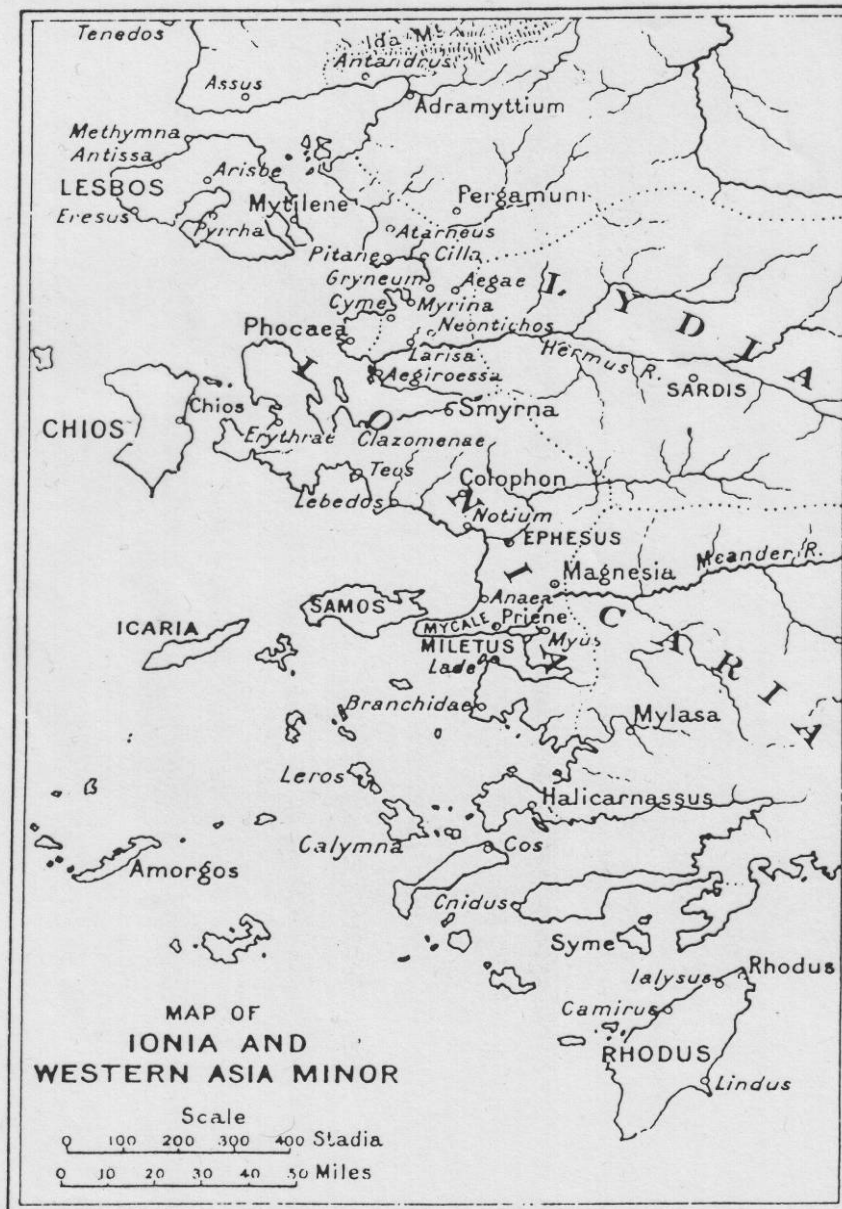 Tenedos
Ida Mt
Antandrus
Assus
Adramyttium
Methymna
Antissa
Arisbe
LESBOS
Pergamum
Mytilene
Eresus
Pyrrha
Atarneus
Pitane
Cilla
Gryneum
Aegae
Cyme
Myrina
LYDIA
Neontichos
Phocaea
Larisa
Hermus R.
Aegiroessa
SARDIS
IONIA
Chios
Smyrna
CHIOS
Erythrae
Clazomenae
Teus
Colophon
Lebedos
Notium
EPHESUS
Meander R.
Magnesia
Anaea
SAMOS
CARIA
ICARIA
MYCALE
Priene
MILETUS
Myus
Lade
Branchidae
Mylasa
Leros
Halicarnassus
Calymna
Cos
Amorgos
Cnidus
Syme
Ialysus
Rhodus
Camirus
RHODUS
Lindus
MAP OF
IONIA AND
WESTERN ASIA MINOR
Scale
0 100 200 300 400 Stadia
0 10 20 30 40 50 Miles